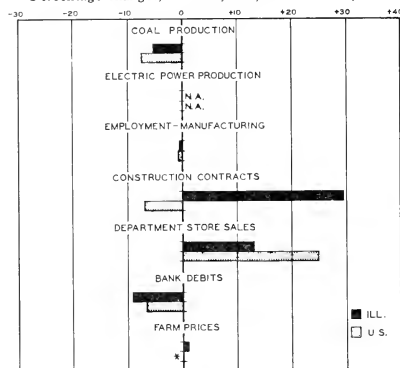 -30 -20 -10 0 +10 +20 +30 +40
COAL PRODUCTION
ELECTRIC POWER PRODUCTION
N.A.
N.A.
EMPLOYMENT-MANUFACTURING
CONSTRUCTION CONTRACTS
DEPARTMENT STORE SALES
BANK DEBITS
ILL.
U S.
FARM PRICES
*